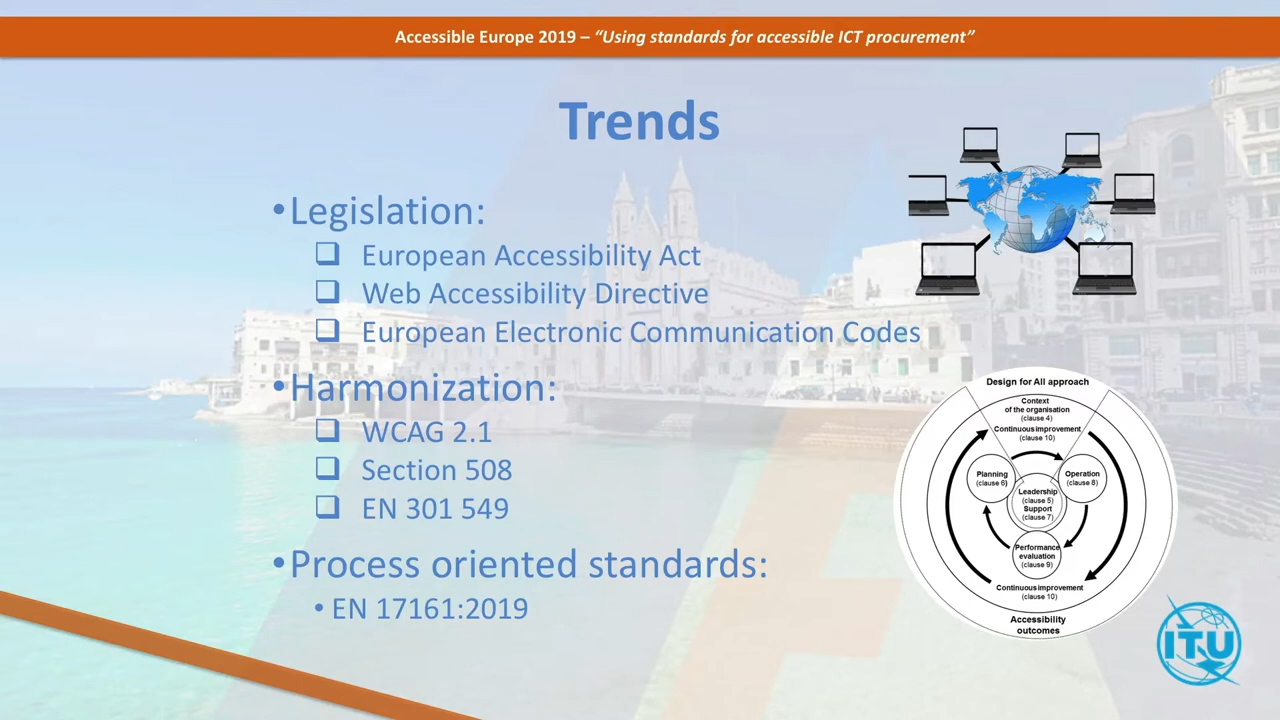 Accessible Europe 2019 – “Using standards for accessible ICT procurement”
Trends
•Legislation:
❑ European Accessibility Act
❑ Web Accessibility Directive
❑ European Electronic Communication Codes
•Harmonization:
❑ WCAG 2.1
❑ Section 508
❑ EN 301 549
•Process oriented standards:
• EN 17161:2019
Design for All approach
Context
of the organisation
(clause 4)
Continuous improvement
(clause 10)
Planning
(clause 6)
Operation
(clause 8)
Leadership
(clause 5)
Support
(clause 7)
Performance
evaluation
(clause 9)
Continuous improvement
(clause 10)
Accessibility
outcomes
ITU